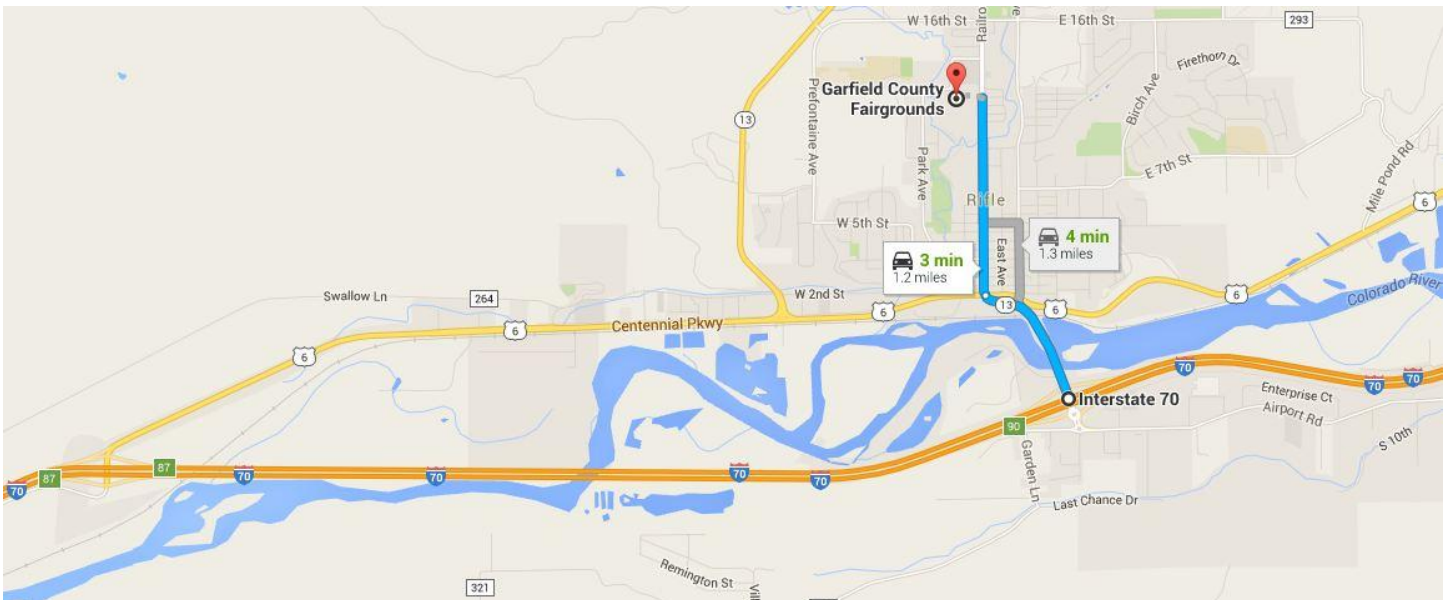 W 16th St
Railro
ve
E 16th St
293
Firethorn Dr
Garfield County
Fairgrounds
Prefontaine Ave
Birch Ave
13
Park Ave
E 7th St
Mile Pond Rd
Rifle
6
W 5th St
4 min
1.3 miles
3 min
1.2 miles
East Ave
Colorado River
Swallow Ln
264
W 2nd St
13
6
6
6
Centennial Pkwy
6
6
70
70
70
Interstate 70
Enterprise Ct
Airport Rd
90
S 10th
Garden Ln
87
87
70
70
70
70
70
Last Chance Dr
Remington St
Vill
321